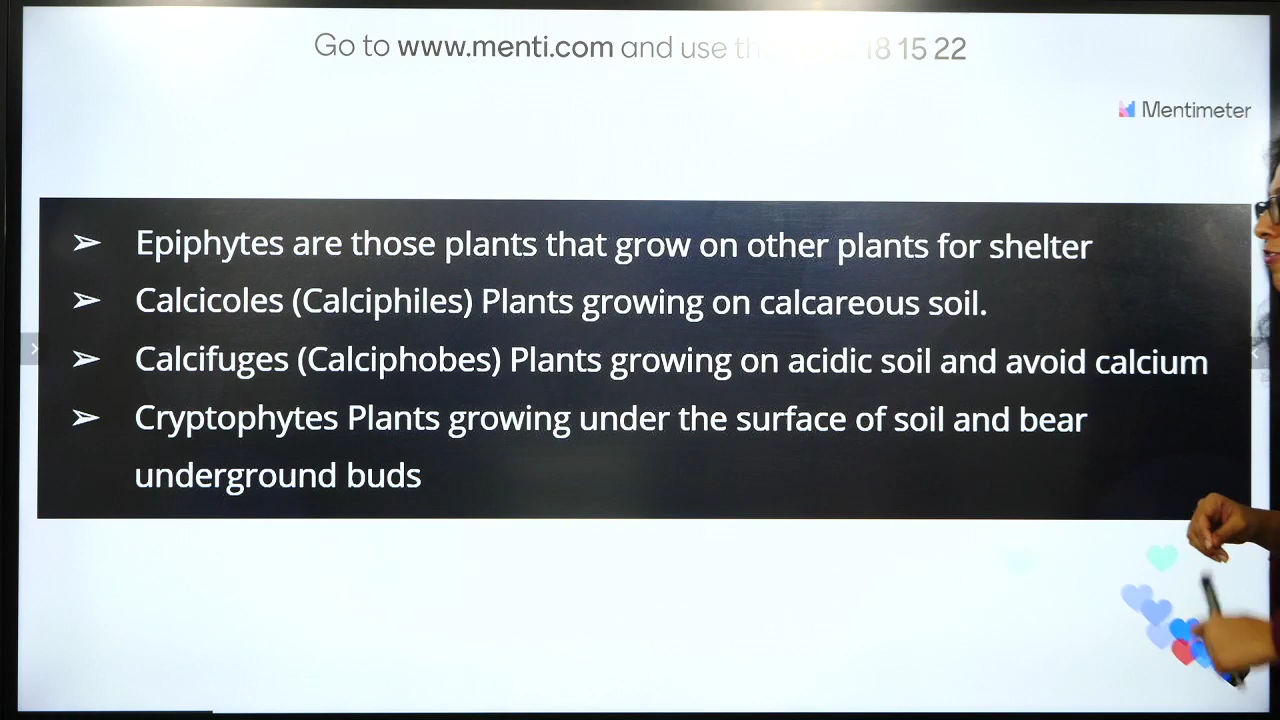 Go to www.menti.com and use 18 15 22
Mentimeter
➢ Epiphytes are those plants that grow on other plants for shelter
➢ Calcicoles (Calciphiles) Plants growing on calcareous soil.
➢ Calcifuges (Calciphobes) Plants growing on acidic soil and avoid calcium
➢ Cryptophytes Plants growing under the surface of soil and bear
underground buds